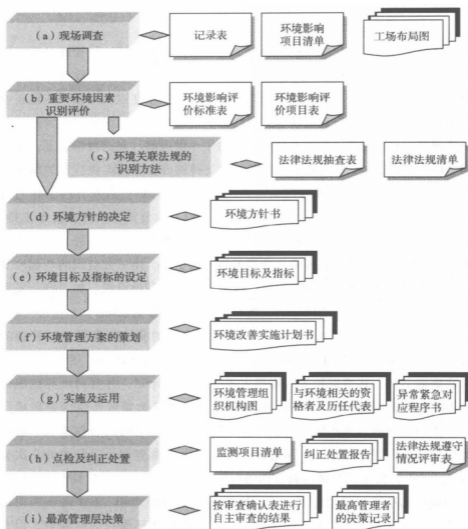 (a)现场调查
记录表
环境影响
项目清单
工场布局图
(b)重要环境因素
识别评价
环境影响评
价标准表
环境影响评
价项目表
(c)环境关联法规的
识别方法
法律法规抽查表
法律法规清单
(d)环境方针的决定
环境方针书
(e)环境目标及指标的设定
环境目标及指标
(f)环境管理方案的策划
环境改善实施计划书
(g)实施及运用
环境管理组
织机构图
与环境相关的资
格者及历任代表
异常紧急对
应程序书
(h)点检及纠正处置
监测项目清单
纠正处置报告
法律法规遵守
情况评审表
(i)最高管理层决策
按审查确认表进行
自主审查的结果
最高管理者
的决策记录